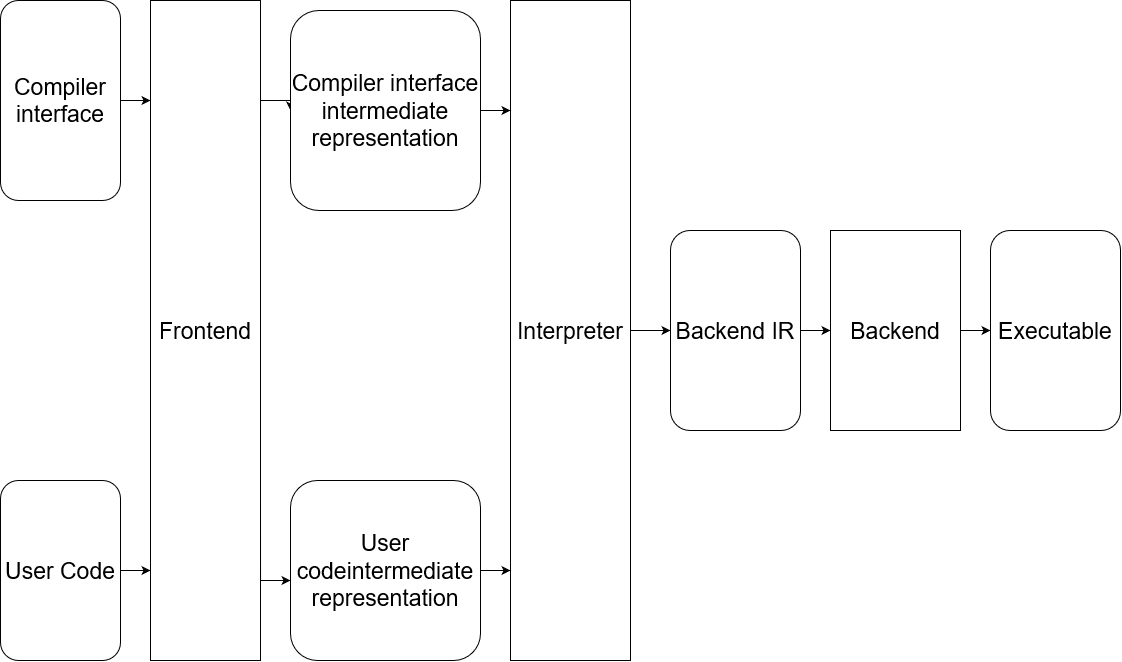 Compiler
interface
Frontend
Compiler interface
intermediate
representation
Interpreter
Backend IR
Backend
Executable
User Code
User
codeintermediate
representation